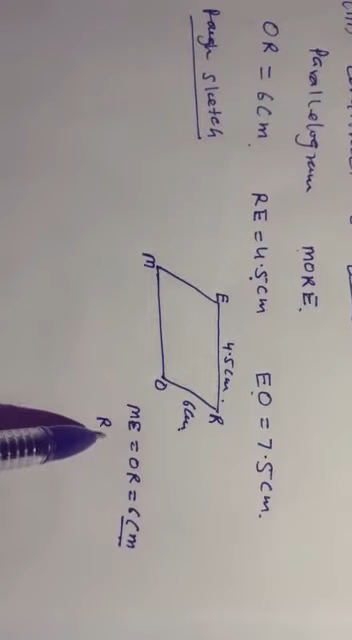 Parallelogram MORE.
OR = 6cm RE = 4.5cm EO = 7.5cm.
Rough sketch
E 4.5cm. R
6cm
M O
ME = OR = 6cm
R